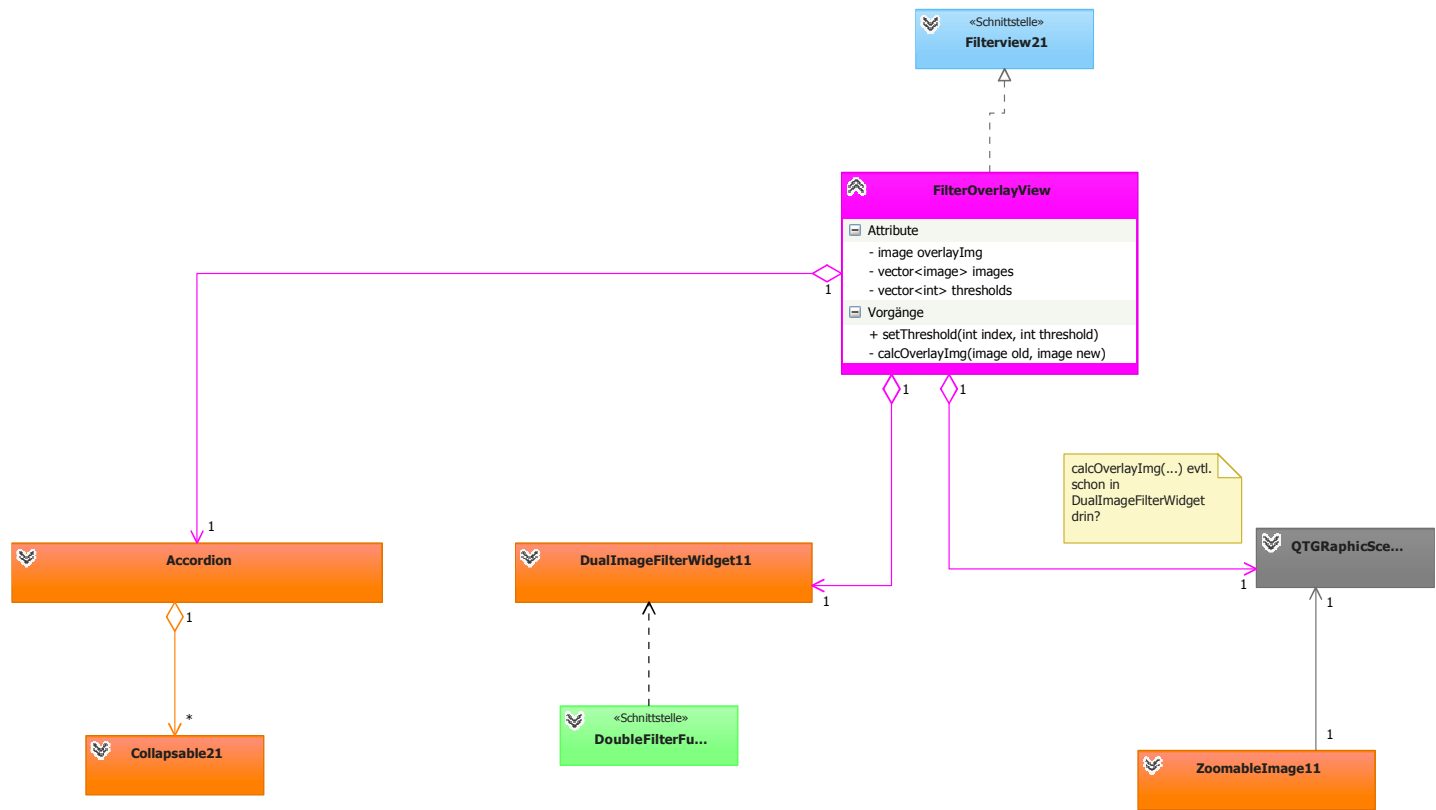 «Schnittstelle»
Filterview21
FilterOverlayView
Attribute
- image overlayImg
- vector<image> images
- vector<int> thresholds
Vorgänge
+ setThreshold(int index, int threshold)
- calcOverlayImg(image old, image new)
1
1
1
calcOverlayImg(...) evtl.
schon in
DualImageFilterWidget
drin?
1
Accordion
DualImageFilterWidget11
QTGRaphicSce...
1
1
1
1
*
«Schnittstelle»
DoubleFilterFu...
Collapsable21
1
ZoomableImage11